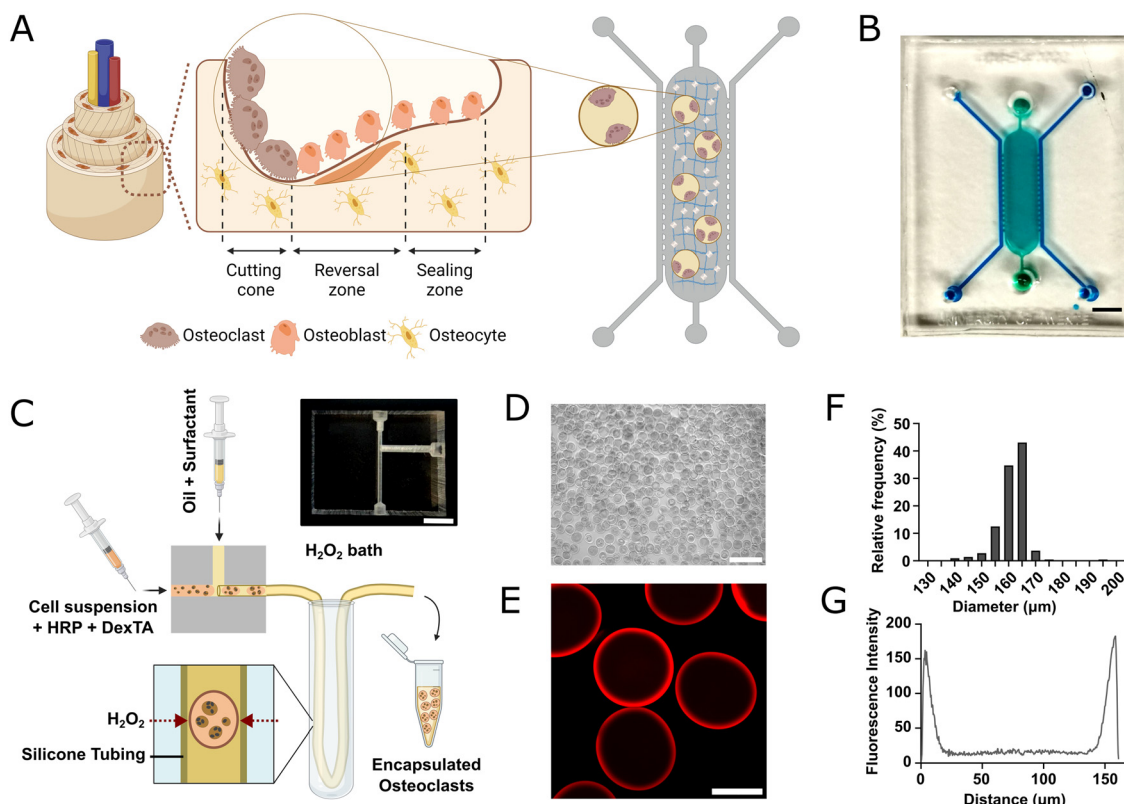 A
Cutting
cone
Reversal
zone
Sealing
zone
Osteoclast
Osteoblast
Osteocyte
B
C
Oil + Surfactant
H₂O₂ bath
Cell suspension
+ HRP + DexTA
H₂O₂
Silicone Tubing
Encapsulated
Osteoclasts
D
E
F
Relative frequency (%)
50
40
30
20
10
0
130 140 150 160 170 180 190 200
Diameter (µm)
G
Fluorescence Intensity
200
150
100
50
0
0 50 100 150
Distance (µm)